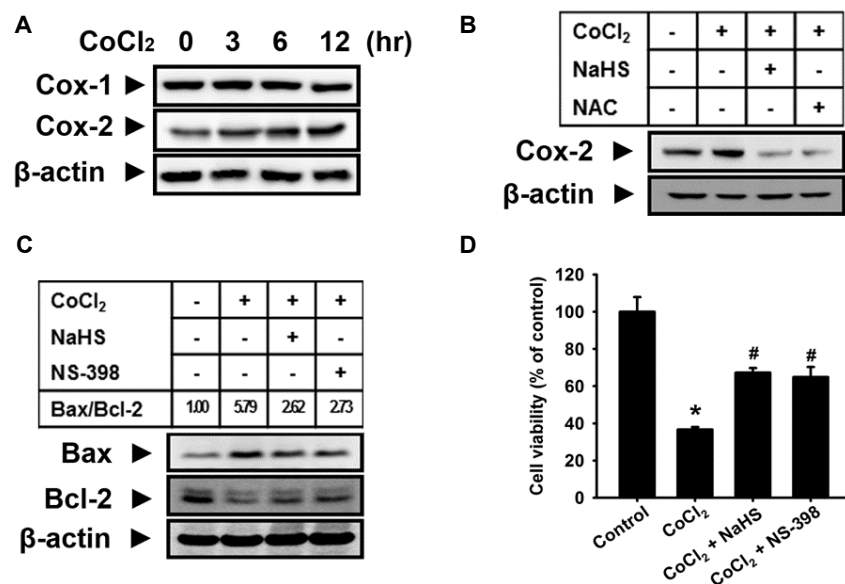 A
CoCl₂ 0 3 6 12 (hr)
Cox-1
Cox-2
β-actin
B
CoCl₂ - + + +
NaHS - - + -
NAC - - - +
Cox-2
β-actin
C
CoCl₂ - + + +
NaHS - - + -
NS-398 - - - +
Bax/Bcl-2 1.00 5.79 2.62 2.73
Bax
Bcl-2
β-actin
D
Cell viability (% of control)
120
100
80
60
40
20
0
*
#
#
Control
CoCl₂
CoCl₂ + NaHS
CoCl₂ + NS-398